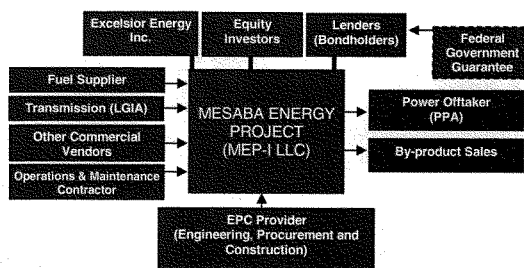 Excelsior Energy
Inc.
Equity
Investors
Lenders
(Bondholders)
Federal
Government
Guarantee
Fuel Supplier
Transmission (LGIA)
Other Commercial
Vendors
Operations & Maintenance
Contractor
MESABA ENERGY
PROJECT
(MEP-I LLC)
Power Offtaker
(PPA)
By-product Sales
EPC Provider
(Engineering, Procurement and
Construction)